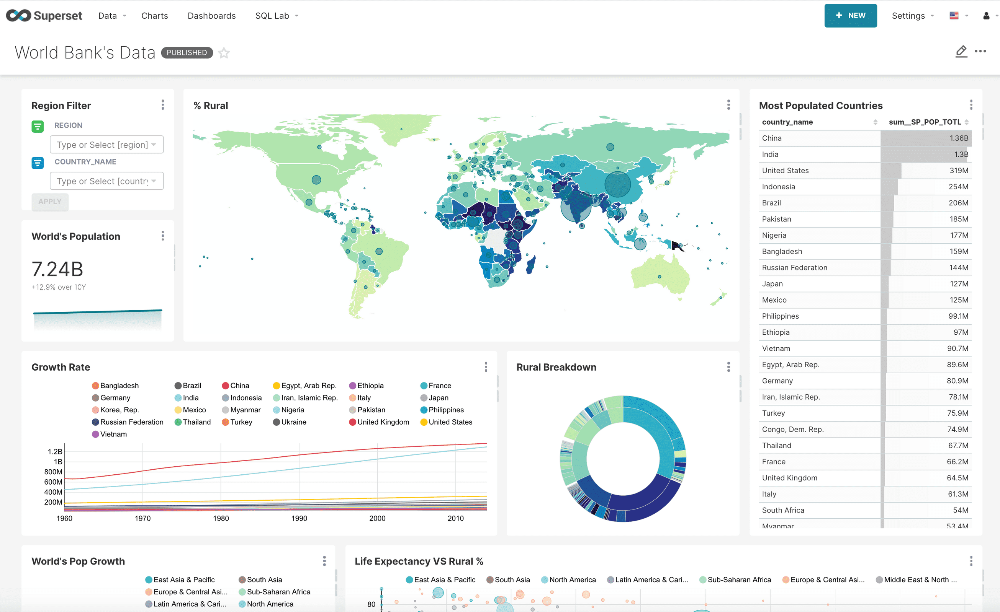 Superset
Data
Charts
Dashboards
SQL Lab
+ NEW
Settings
World Bank's Data
PUBLISHED
Region Filter
REGION
Type or Select [region]
COUNTRY_NAME
Type or Select [country
APPLY
World's Population
7.24B
+12.9% over 10Y
% Rural
Most Populated Countries
country_name sum__SP_POP_TOTL
China 1.36B
India 1.3B
United States 319M
Indonesia 254M
Brazil 206M
Pakistan 185M
Nigeria 177M
Bangladesh 159M
Russian Federation 144M
Japan 127M
Mexico 125M
Philippines 99.1M
Ethiopia 97M
Vietnam 90.7M
Egypt, Arab Rep. 89.6M
Germany 80.9M
Iran, Islamic Rep. 78.1M
Turkey 75.9M
Congo, Dem. Rep. 74.9M
Thailand 67.7M
France 66.2M
United Kingdom 64.5M
Italy 61.3M
South Africa 54M
Myanmar 53.4M
Growth Rate
Bangladesh Brazil China Egypt, Arab Rep. Ethiopia France
Germany India Indonesia Iran, Islamic Rep. Italy Japan
Korea, Rep. Mexico Myanmar Nigeria Pakistan Philippines
Russian Federation Thailand Turkey Ukraine United Kingdom United States
Vietnam
1.2B
1B
800M
600M
400M
200M
1960 1970 1980 1990 2000 2010
Rural Breakdown
World's Pop Growth
East Asia & Pacific South Asia
Europe & Central Asi... Sub-Saharan Africa
Latin America & Cari... North America
Life Expectancy VS Rural %
East Asia & Pacific South Asia North America Latin America & Cari... Sub-Saharan Africa Europe & Central Asi... Middle East & North ...
80